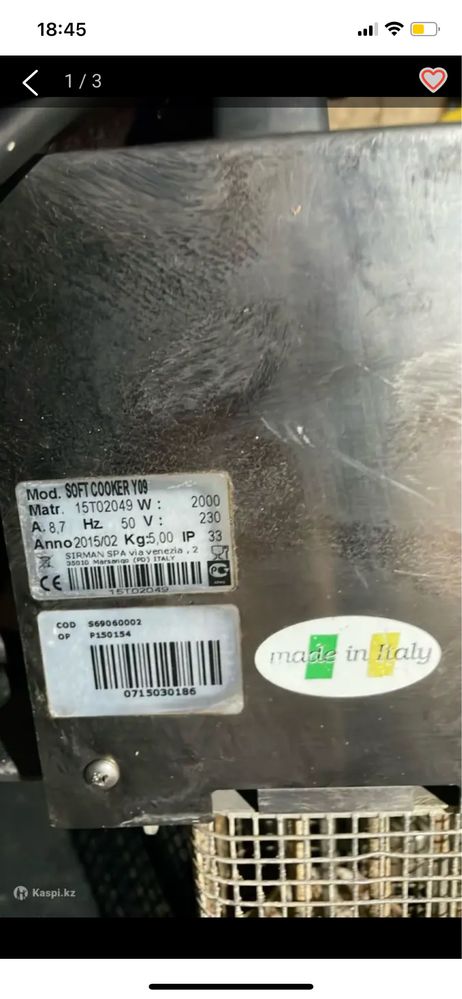 18:45
1 / 3
Mod. SOFT COOKER Y09
Matr. 15T02049 W: 2000
A. 8,7 Hz 50 V: 230
Anno 2015/02 Kg:5,00 IP 33
SIRMAN SPA via venezia , 2
35010 Marsango (PD) ITALY
CE
15T02049
COD S69060002
OP P150154
0715030186
made in Italy
Kaspi.kz